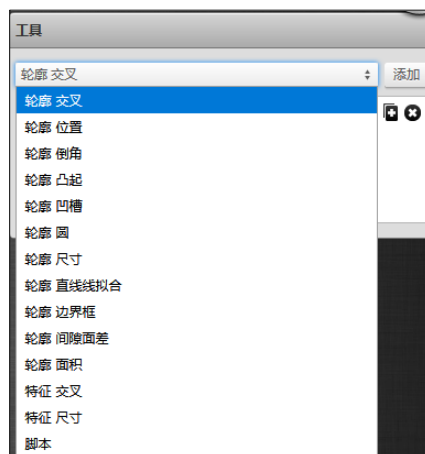 工具
轮廓 交叉 添加
轮廓 交叉
轮廓 位置
轮廓 倒角
轮廓 凸起
轮廓 凹槽
轮廓 圆
轮廓 尺寸
轮廓 直线线拟合
轮廓 边界框
轮廓 间隙面差
轮廓 面积
特征 交叉
特征 尺寸
脚本